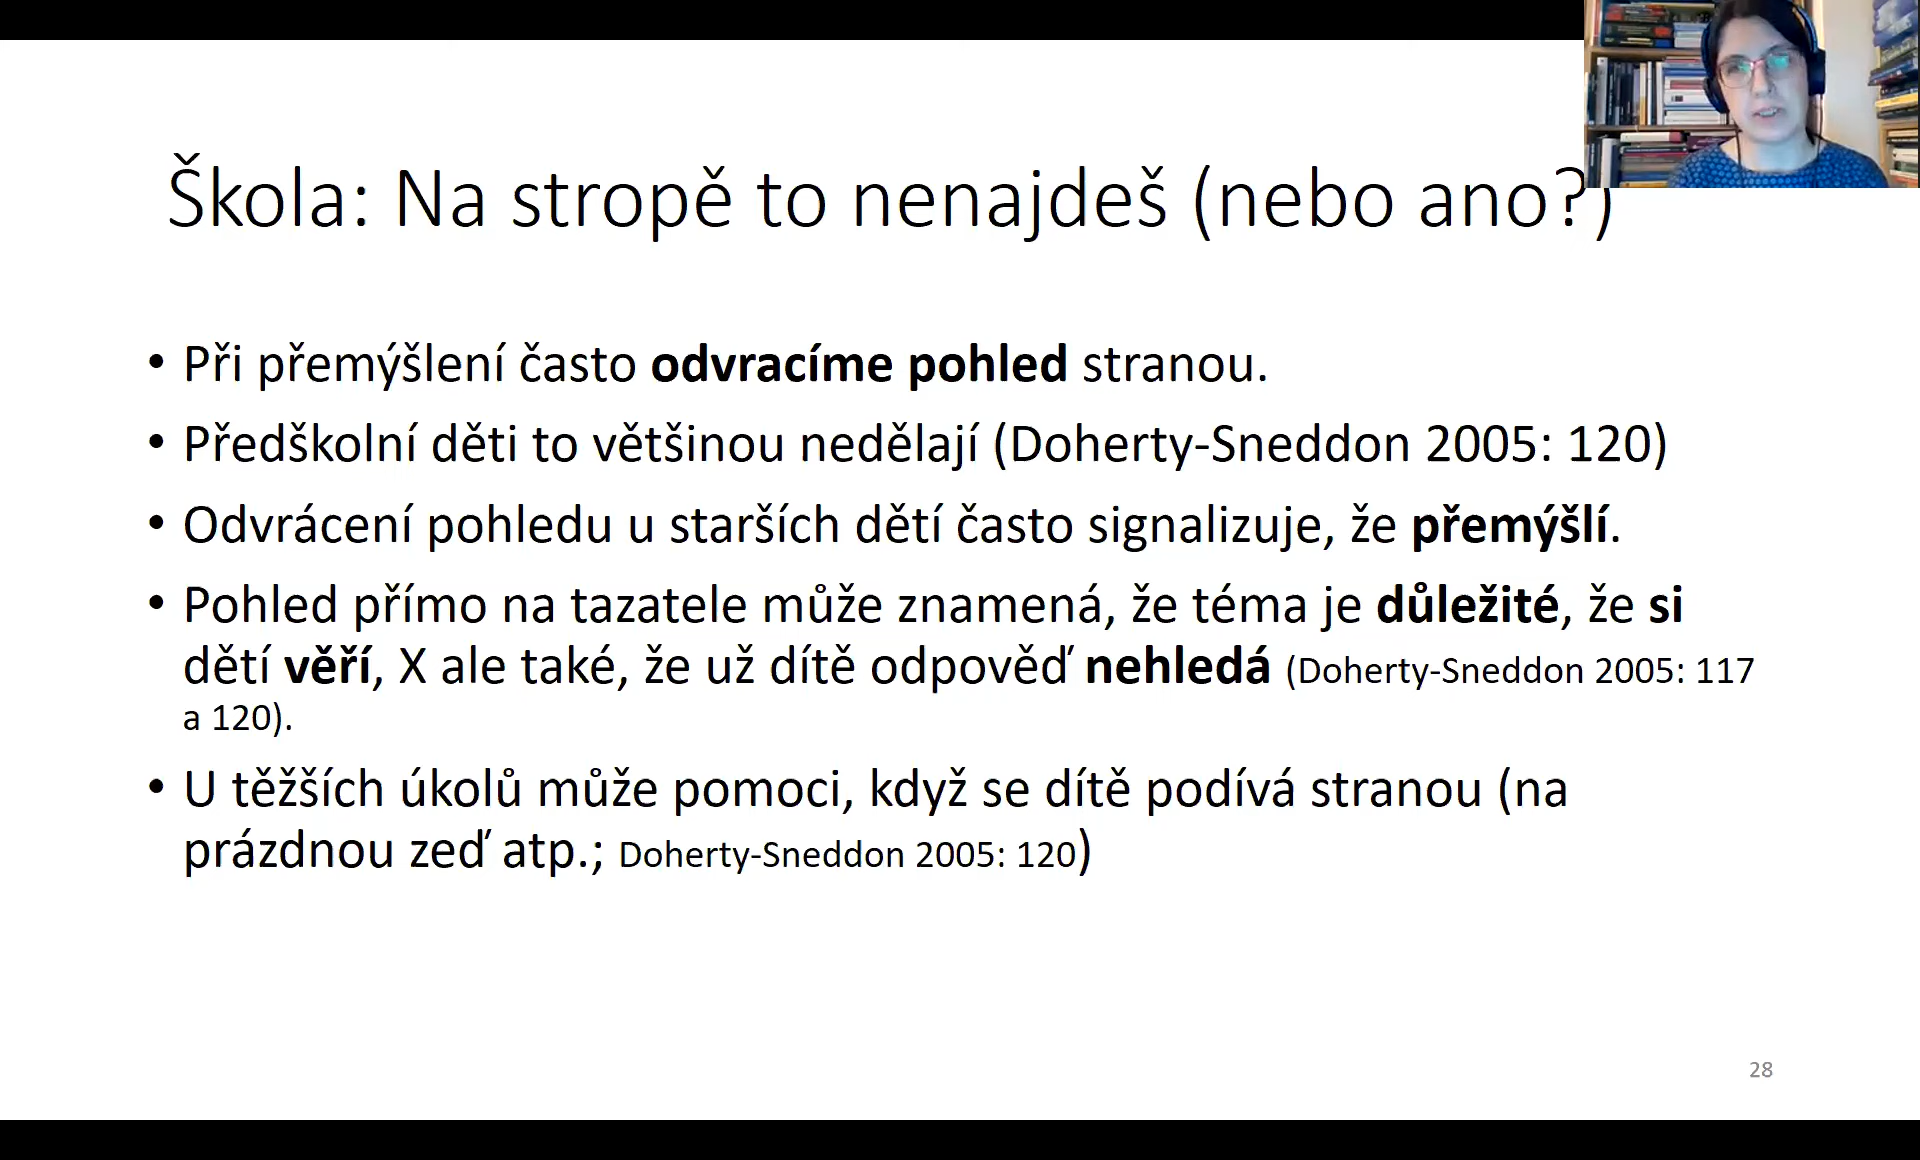 Škola: Na stropě to nenajdeš (nebo ano?)
• Při přemýšlení často odvracíme pohled stranou.
• Předškolní děti to většinou nedělají (Doherty-Sneddon 2005: 120)
• Odvrácení pohledu u starších dětí často signalizuje, že přemýšlí.
• Pohled přímo na tazatele může znamená, že téma je důležité, že si
dětí věří, X ale také, že už dítě odpověď nehledá (Doherty-Sneddon 2005: 117
a 120).
• U těžších úkolů může pomoci, když se dítě podívá stranou (na
prázdnou zeď atp.; Doherty-Sneddon 2005: 120)
28